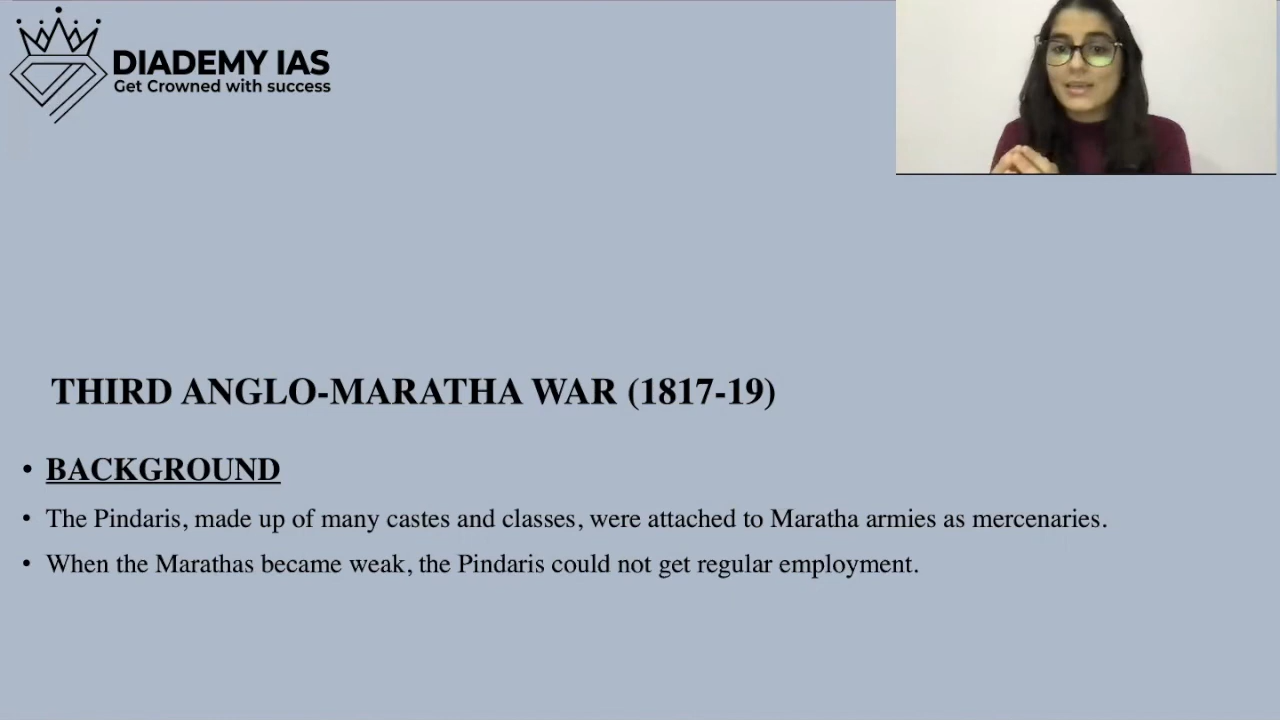 DIADEMY IAS
Get Crowned with success
THIRD ANGLO-MARATHA WAR (1817-19)
• BACKGROUND
• The Pindaris, made up of many castes and classes, were attached to Maratha armies as mercenaries.
• When the Marathas became weak, the Pindaris could not get regular employment.